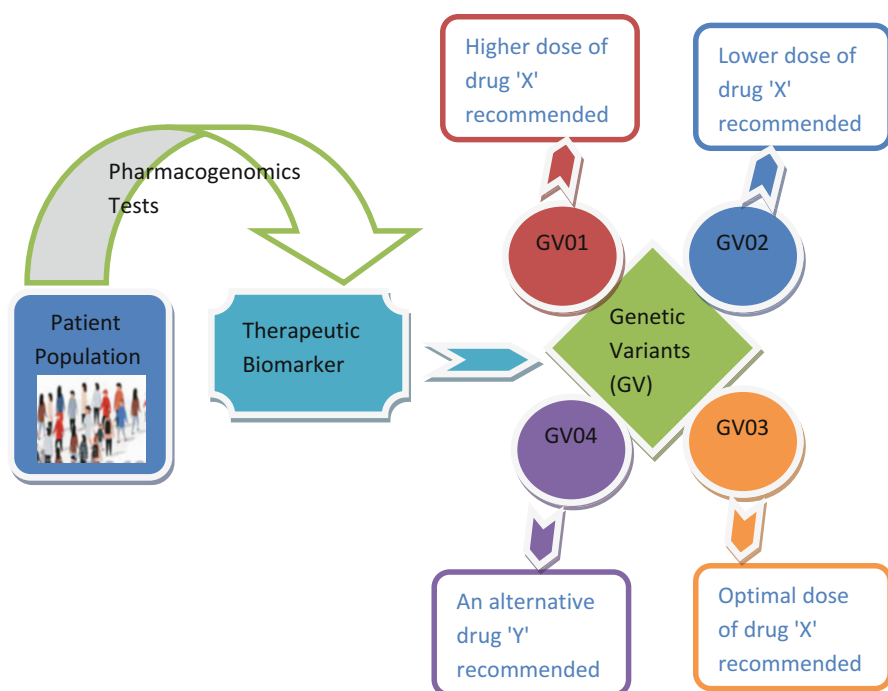 Higher dose of
drug 'X'
recommended
Lower dose of
drug 'X'
recommended
Pharmacogenomics
Tests
GV01
GV02
Patient
Population
Therapeutic
Biomarker
Genetic
Variants
(GV)
GV04
GV03
An alternative
drug 'Y'
recommended
Optimal dose
of drug 'X'
recommended